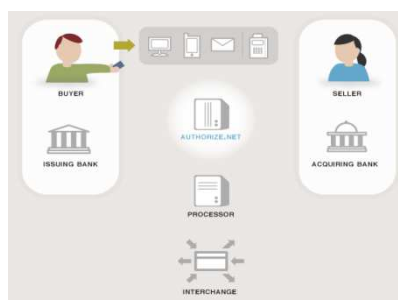 BUYER
SELLER
AUTHORIZE.NET
ISSUING BANK
ACQUIRING BANK
PROCESSOR
INTERCHANGE